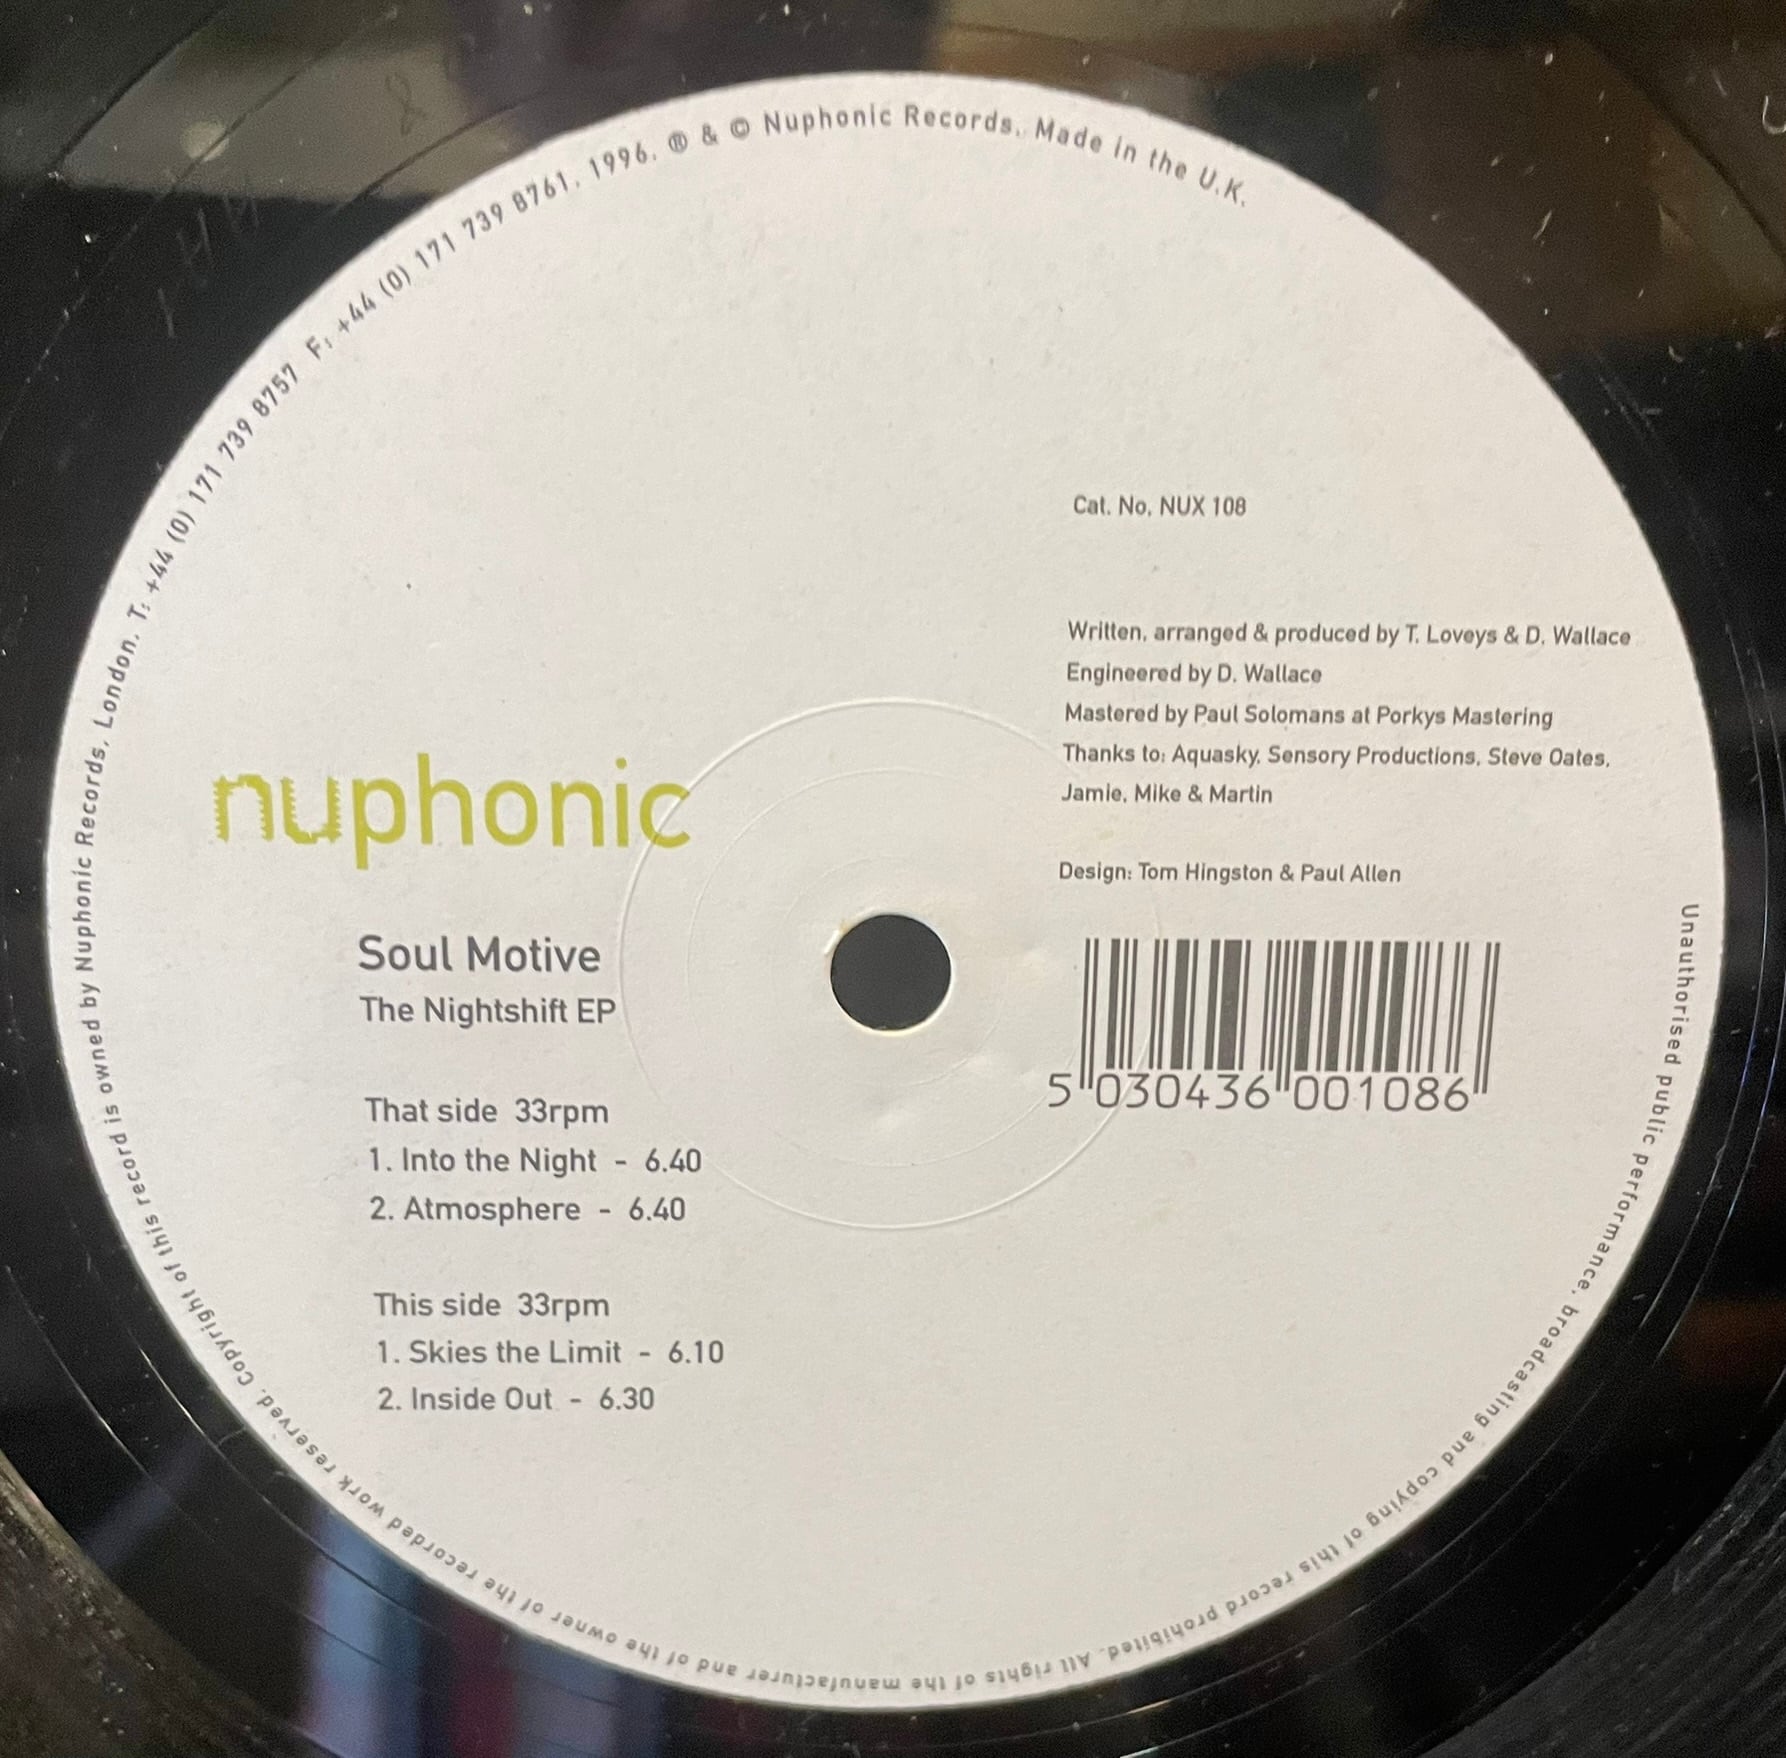 Unauthorised public performance, broadcasting and copying of this record prohibited. All rights of the manufacturer and of the owner of the recorded work reserved. Copyright of this record is owned by Nuphonic Records, London. T: +44 (0) 171 739 8757 F: +44 (0) 171 739 8761. 1996. ® & © Nuphonic Records. Made in the U.K.
nuphonic
Soul Motive
The Nightshift EP
That side 33rpm
1. Into the Night - 6.40
2. Atmosphere - 6.40
This side 33rpm
1. Skies the Limit - 6.10
2. Inside Out - 6.30
Cat. No. NUX 108
Written, arranged & produced by T. Loveys & D. Wallace
Engineered by D. Wallace
Mastered by Paul Solomans at Porkys Mastering
Thanks to: Aquasky, Sensory Productions, Steve Oates,
Jamie, Mike & Martin
Design: Tom Hingston & Paul Allen
5 030436 001086